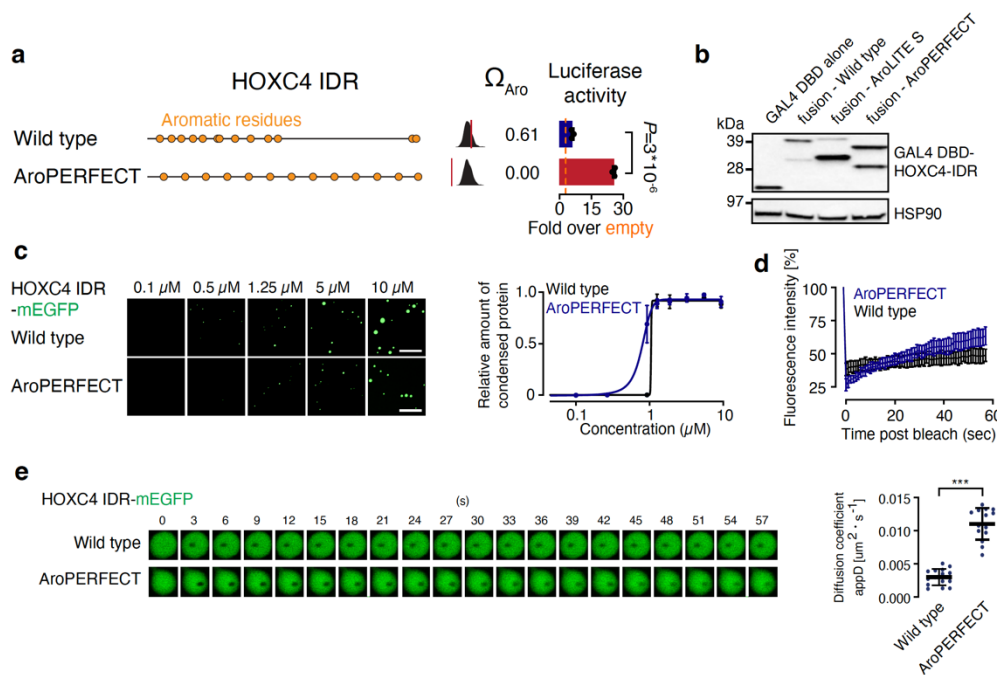 a
HOXC4 IDR
Ω Aro
Luciferase
activity
Aromatic residues
Wild type
0.61
AroPERFECT
0.00
P=3*10-6
0 15 30
Fold over empty
b
GAL4 DBD alone
fusion - Wild type
fusion - AroLITE S
fusion - AroPERFECT
kDa
39
28
GAL4 DBD-
HOXC4-IDR
97
HSP90
c
HOXC4 IDR
-mEGFP
0.1 µM 0.5 µM 1.25 µM 5 µM 10 µM
Wild type
AroPERFECT
Relative amount of
condensed protein
1.0
0.5
0.0
Wild type
AroPERFECT
0.1 1 10
Concentration (µM)
d
Fluorescence intensity [%]
100
75
50
25
AroPERFECT
Wild type
0 20 40 60
Time post bleach (sec)
e
HOXC4 IDR-mEGFP
(s)
0 3 6 9 12 15 18 21 24 27 30 33 36 39 42 45 48 51 54 57
Wild type
AroPERFECT
Diffusion coefficient
appD [um2 · s-1]
0.015
0.010
0.005
0.000
***
Wild type
AroPERFECT